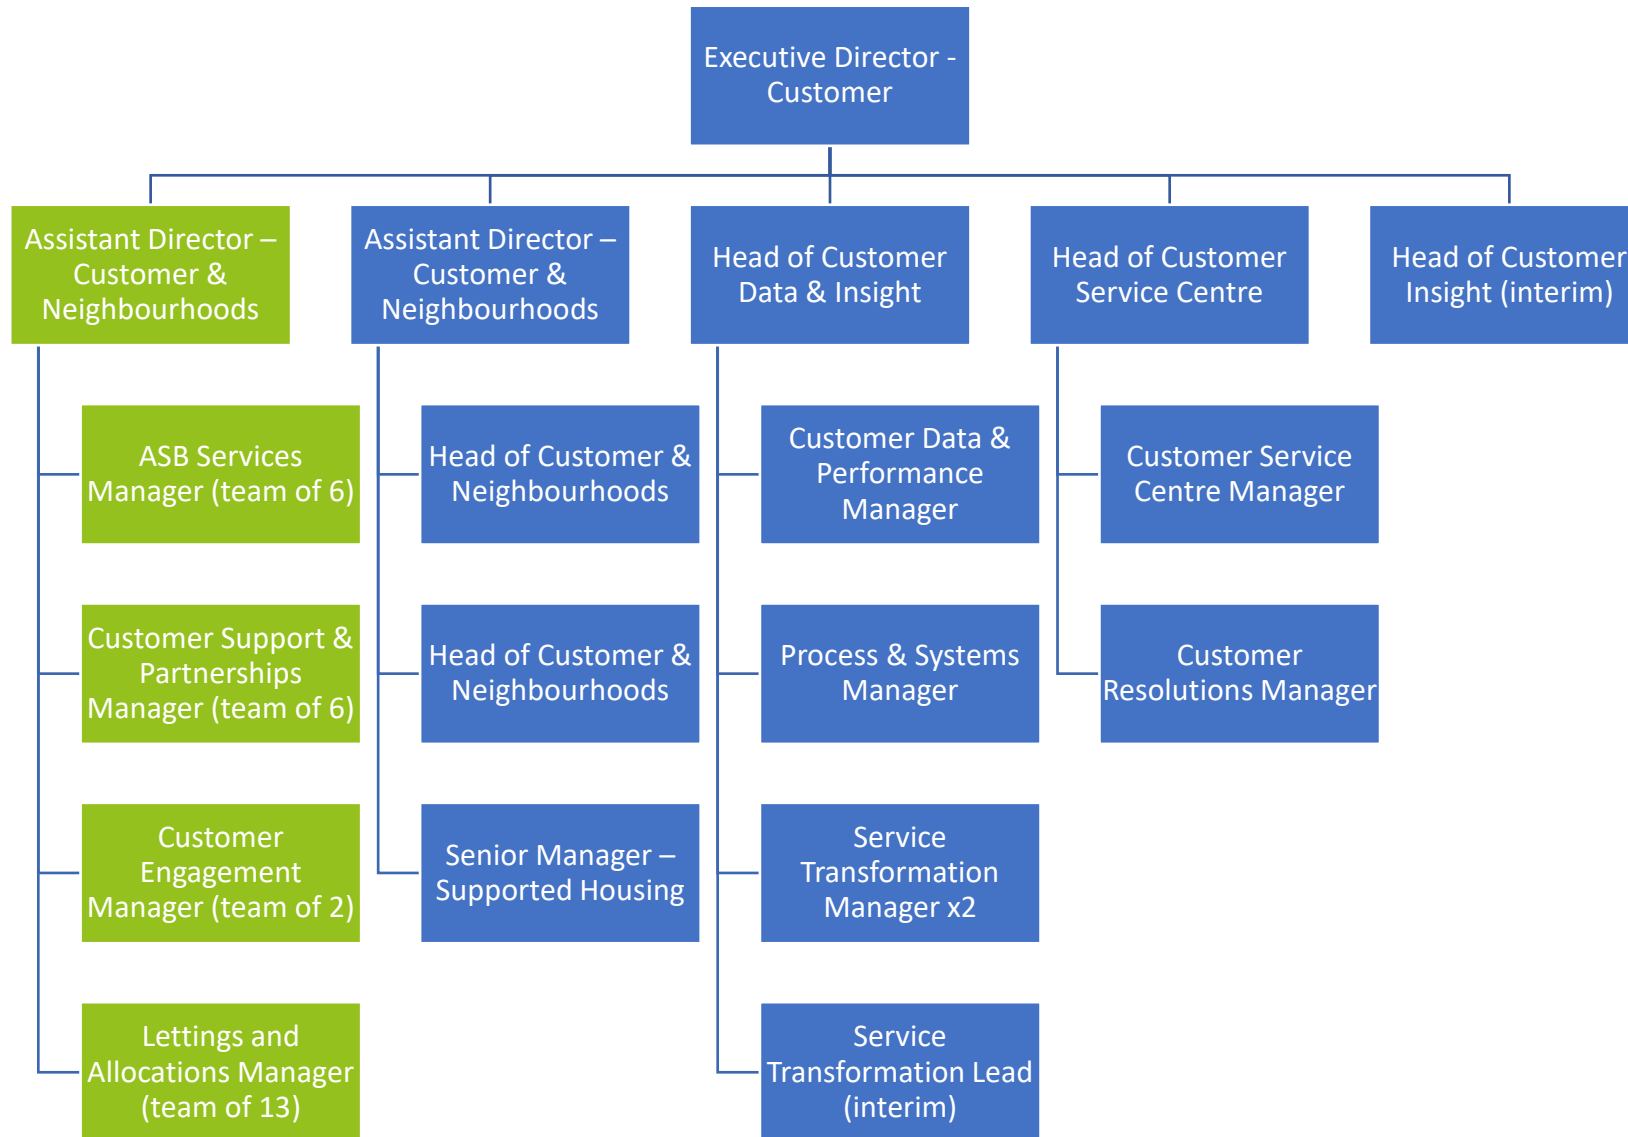 Executive Director -
Customer
Assistant Director –
Customer &
Neighbourhoods
Assistant Director –
Customer &
Neighbourhoods
Head of Customer
Data & Insight
Head of Customer
Service Centre
Head of Customer
Insight (interim)
ASB Services
Manager (team of 6)
Head of Customer &
Neighbourhoods
Customer Data &
Performance
Manager
Customer Service
Centre Manager
Customer Support &
Partnerships
Manager (team of 6)
Head of Customer &
Neighbourhoods
Process & Systems
Manager
Customer
Resolutions Manager
Customer
Engagement
Manager (team of 2)
Senior Manager –
Supported Housing
Service
Transformation
Manager x2
Lettings and
Allocations Manager
(team of 13)
Service
Transformation Lead
(interim)